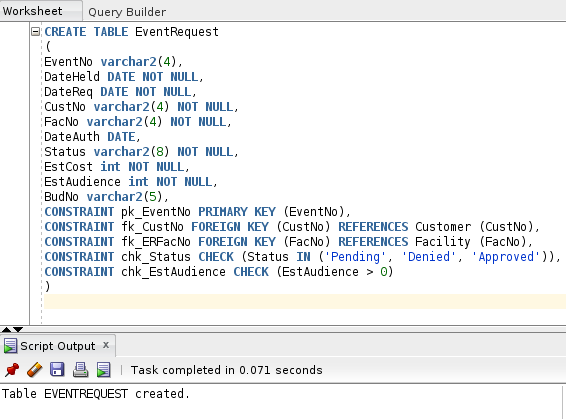 Worksheet Query Builder
CREATE TABLE EventRequest
(
EventNo varchar2(4),
DateHeld DATE NOT NULL,
DateReq DATE NOT NULL,
CustNo varchar2(4) NOT NULL,
FacNo varchar2(4) NOT NULL,
DateAuth DATE,
Status varchar2(8) NOT NULL,
EstCost int NOT NULL,
EstAudience int NOT NULL,
BudNo varchar2(5),
CONSTRAINT pk_EventNo PRIMARY KEY (EventNo),
CONSTRAINT fk_CustNo FOREIGN KEY (CustNo) REFERENCES Customer (CustNo),
CONSTRAINT fk_ERFacNo FOREIGN KEY (FacNo) REFERENCES Facility (FacNo),
CONSTRAINT chk_Status CHECK (Status IN ('Pending', 'Denied', 'Approved')),
CONSTRAINT chk_EstAudience CHECK (EstAudience > 0)
)
Script Output x
Task completed in 0.071 seconds
Table EVENTREQUEST created.